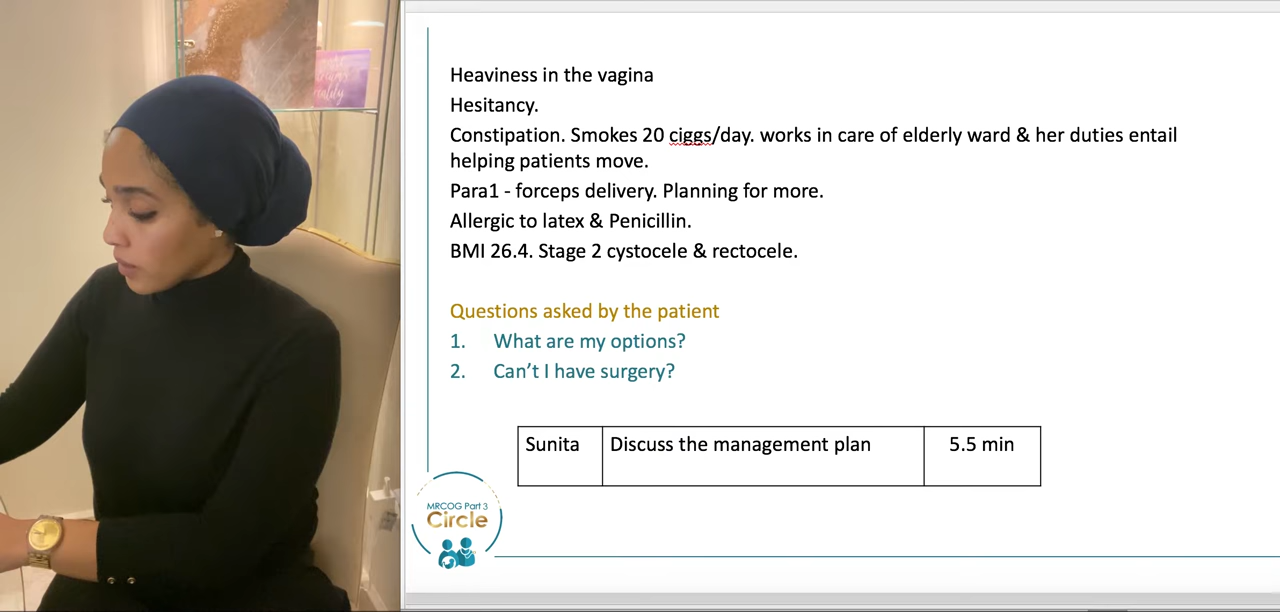 Heaviness in the vagina
Hesitancy.
Constipation. Smokes 20 ciggs/day. works in care of elderly ward & her duties entail
helping patients move.
Para1 - forceps delivery. Planning for more.
Allergic to latex & Penicillin.
BMI 26.4. Stage 2 cystocele & rectocele.
Questions asked by the patient
1. What are my options?
2. Can't I have surgery?
Sunita Discuss the management plan 5.5 min
MRCOG Part 3
Circle